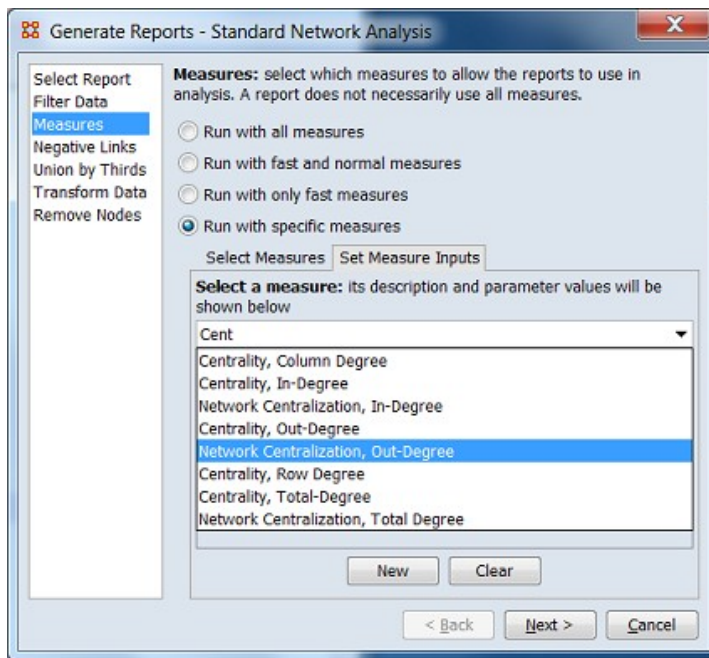 Generate Reports - Standard Network Analysis
Select Report
Filter Data
Measures
Negative Links
Union by Thirds
Transform Data
Remove Nodes
Measures: select which measures to allow the reports to use in
analysis. A report does not necessarily use all measures.
Run with all measures
Run with fast and normal measures
Run with only fast measures
Run with specific measures
Select Measures Set Measure Inputs
Select a measure: its description and parameter values will be
shown below
Cent
Centrality, Column Degree
Centrality, In-Degree
Network Centralization, In-Degree
Centrality, Out-Degree
Network Centralization, Out-Degree
Centrality, Row Degree
Centrality, Total-Degree
Network Centralization, Total Degree
New Clear
< Back Next > Cancel